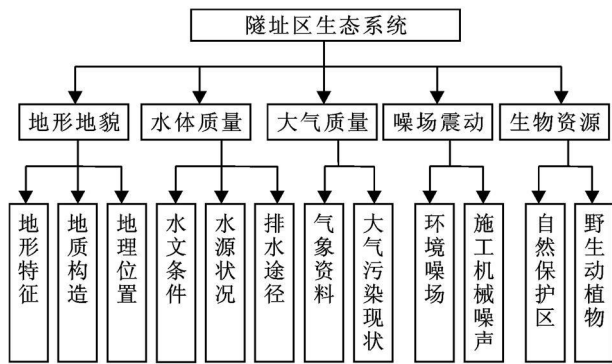 隧址区生态系统
地形地貌
水体质量
大气质量
噪场震动
生物资源
地形特征
地质构造
地理位置
水文条件
水源状况
排水途径
气象资料
大气污染现状
环境噪场
施工机械噪声
自然保护区
野生动植物